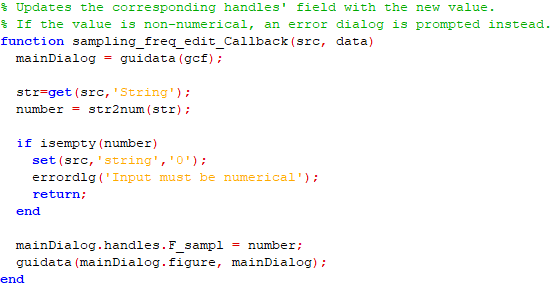 % Updates the corresponding handles' field with the new value.
% If the value is non-numerical, an error dialog is prompted instead.
function sampling_freq_edit_Callback(src, data)
  mainDialog = guidata(gcf);

  str=get(src,'String');
  number = str2num(str);

  if isempty(number)
    set(src,'string','0');
    errordlg('Input must be numerical');
    return;
  end

  mainDialog.handles.F_sampl = number;
  guidata(mainDialog.figure, mainDialog);
end